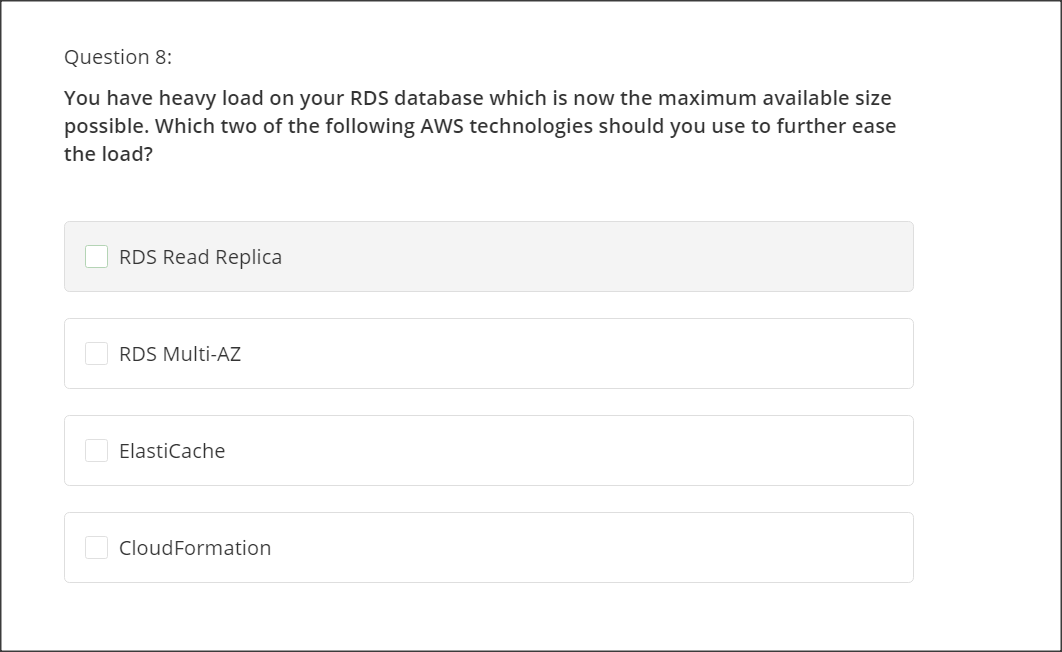 Question 8:
You have heavy load on your RDS database which is now the maximum available size
possible. Which two of the following AWS technologies should you use to further ease
the load?
RDS Read Replica
RDS Multi-AZ
ElastiCache
CloudFormation